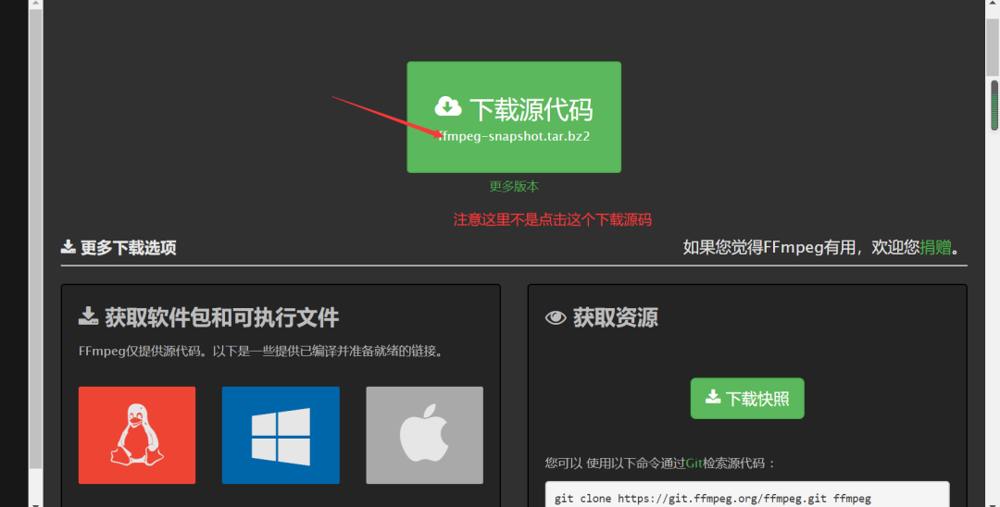 下载源代码
ffmpeg-snapshot.tar.bz2
更多版本
注意这里不是点击这个下载源码
更多下载选项
如果您觉得FFmpeg有用，欢迎您捐赠。
获取软件包和可执行文件
FFmpeg仅提供源代码。以下是一些提供已编译并准备就绪的链接。
获取资源
下载快照
您可以 使用以下命令通过Git检索源代码：
git clone https://git.ffmpeg.org/ffmpeg.git ffmpeg